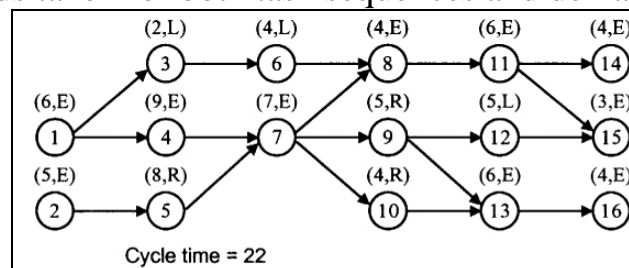 (2,L) (4,L) (4,E) (6,E) (4,E)
3 6 8 11 14
(6,E) (9,E) (7,E) (5,R) (5,L) (3,E)
1 4 7 9 12 15
(5,E) (8,R) (4,R) (6,E) (4,E)
2 5 10 13 16
Cycle time = 22